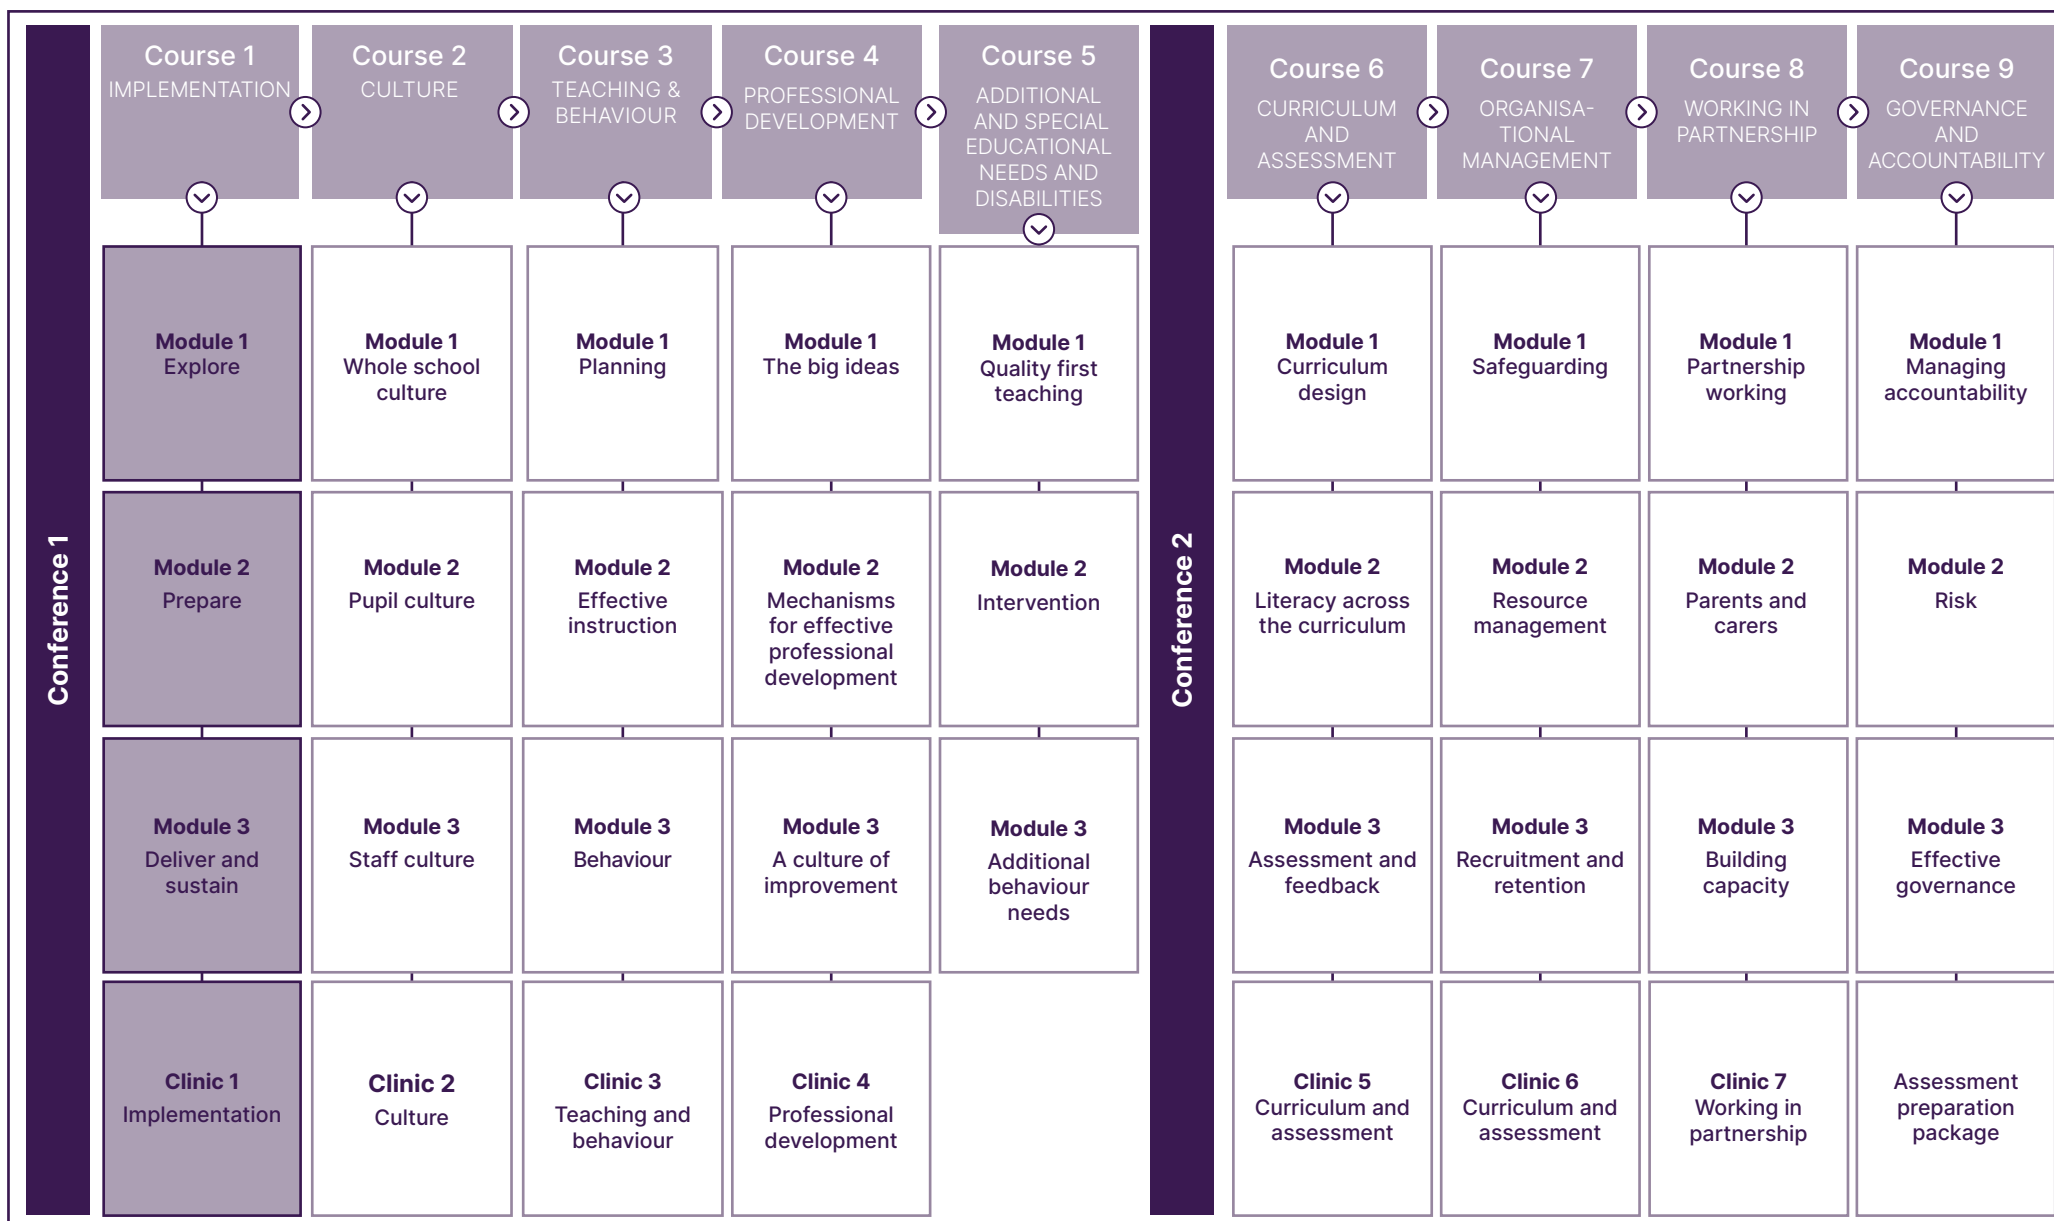 Conference 1
Course 1
IMPLEMENTATION
Module 1
Explore
Module 2
Prepare
Module 3
Deliver and
sustain
Clinic 1
Implementation
Course 2
CULTURE
Module 1
Whole school
culture
Module 2
Pupil culture
Module 3
Staff culture
Clinic 2
Culture
Course 3
TEACHING &
BEHAVIOUR
Module 1
Planning
Module 2
Effective
instruction
Module 3
Behaviour
Clinic 3
Teaching and
behaviour
Course 4
PROFESSIONAL
DEVELOPMENT
Module 1
The big ideas
Module 2
Mechanisms
for effective
professional
development
Module 3
A culture of
improvement
Clinic 4
Professional
development
Course 5
ADDITIONAL
AND SPECIAL
EDUCATIONAL
NEEDS AND
DISABILITIES
Module 1
Quality first
teaching
Module 2
Intervention
Module 3
Additional
behaviour
needs
Conference 2
Course 6
CURRICULUM
AND
ASSESSMENT
Module 1
Curriculum
design
Module 2
Literacy across
the curriculum
Module 3
Assessment and
feedback
Clinic 5
Curriculum and
assessment
Course 7
ORGANISA-
TIONAL
MANAGEMENT
Module 1
Safeguarding
Module 2
Resource
management
Module 3
Recruitment and
retention
Clinic 6
Curriculum and
assessment
Course 8
WORKING IN
PARTNERSHIP
Module 1
Partnership
working
Module 2
Parents and
carers
Module 3
Building
capacity
Clinic 7
Working in
partnership
Course 9
GOVERNANCE
AND
ACCOUNTABILITY
Module 1
Managing
accountability
Module 2
Risk
Module 3
Effective
governance
Assessment
preparation
package